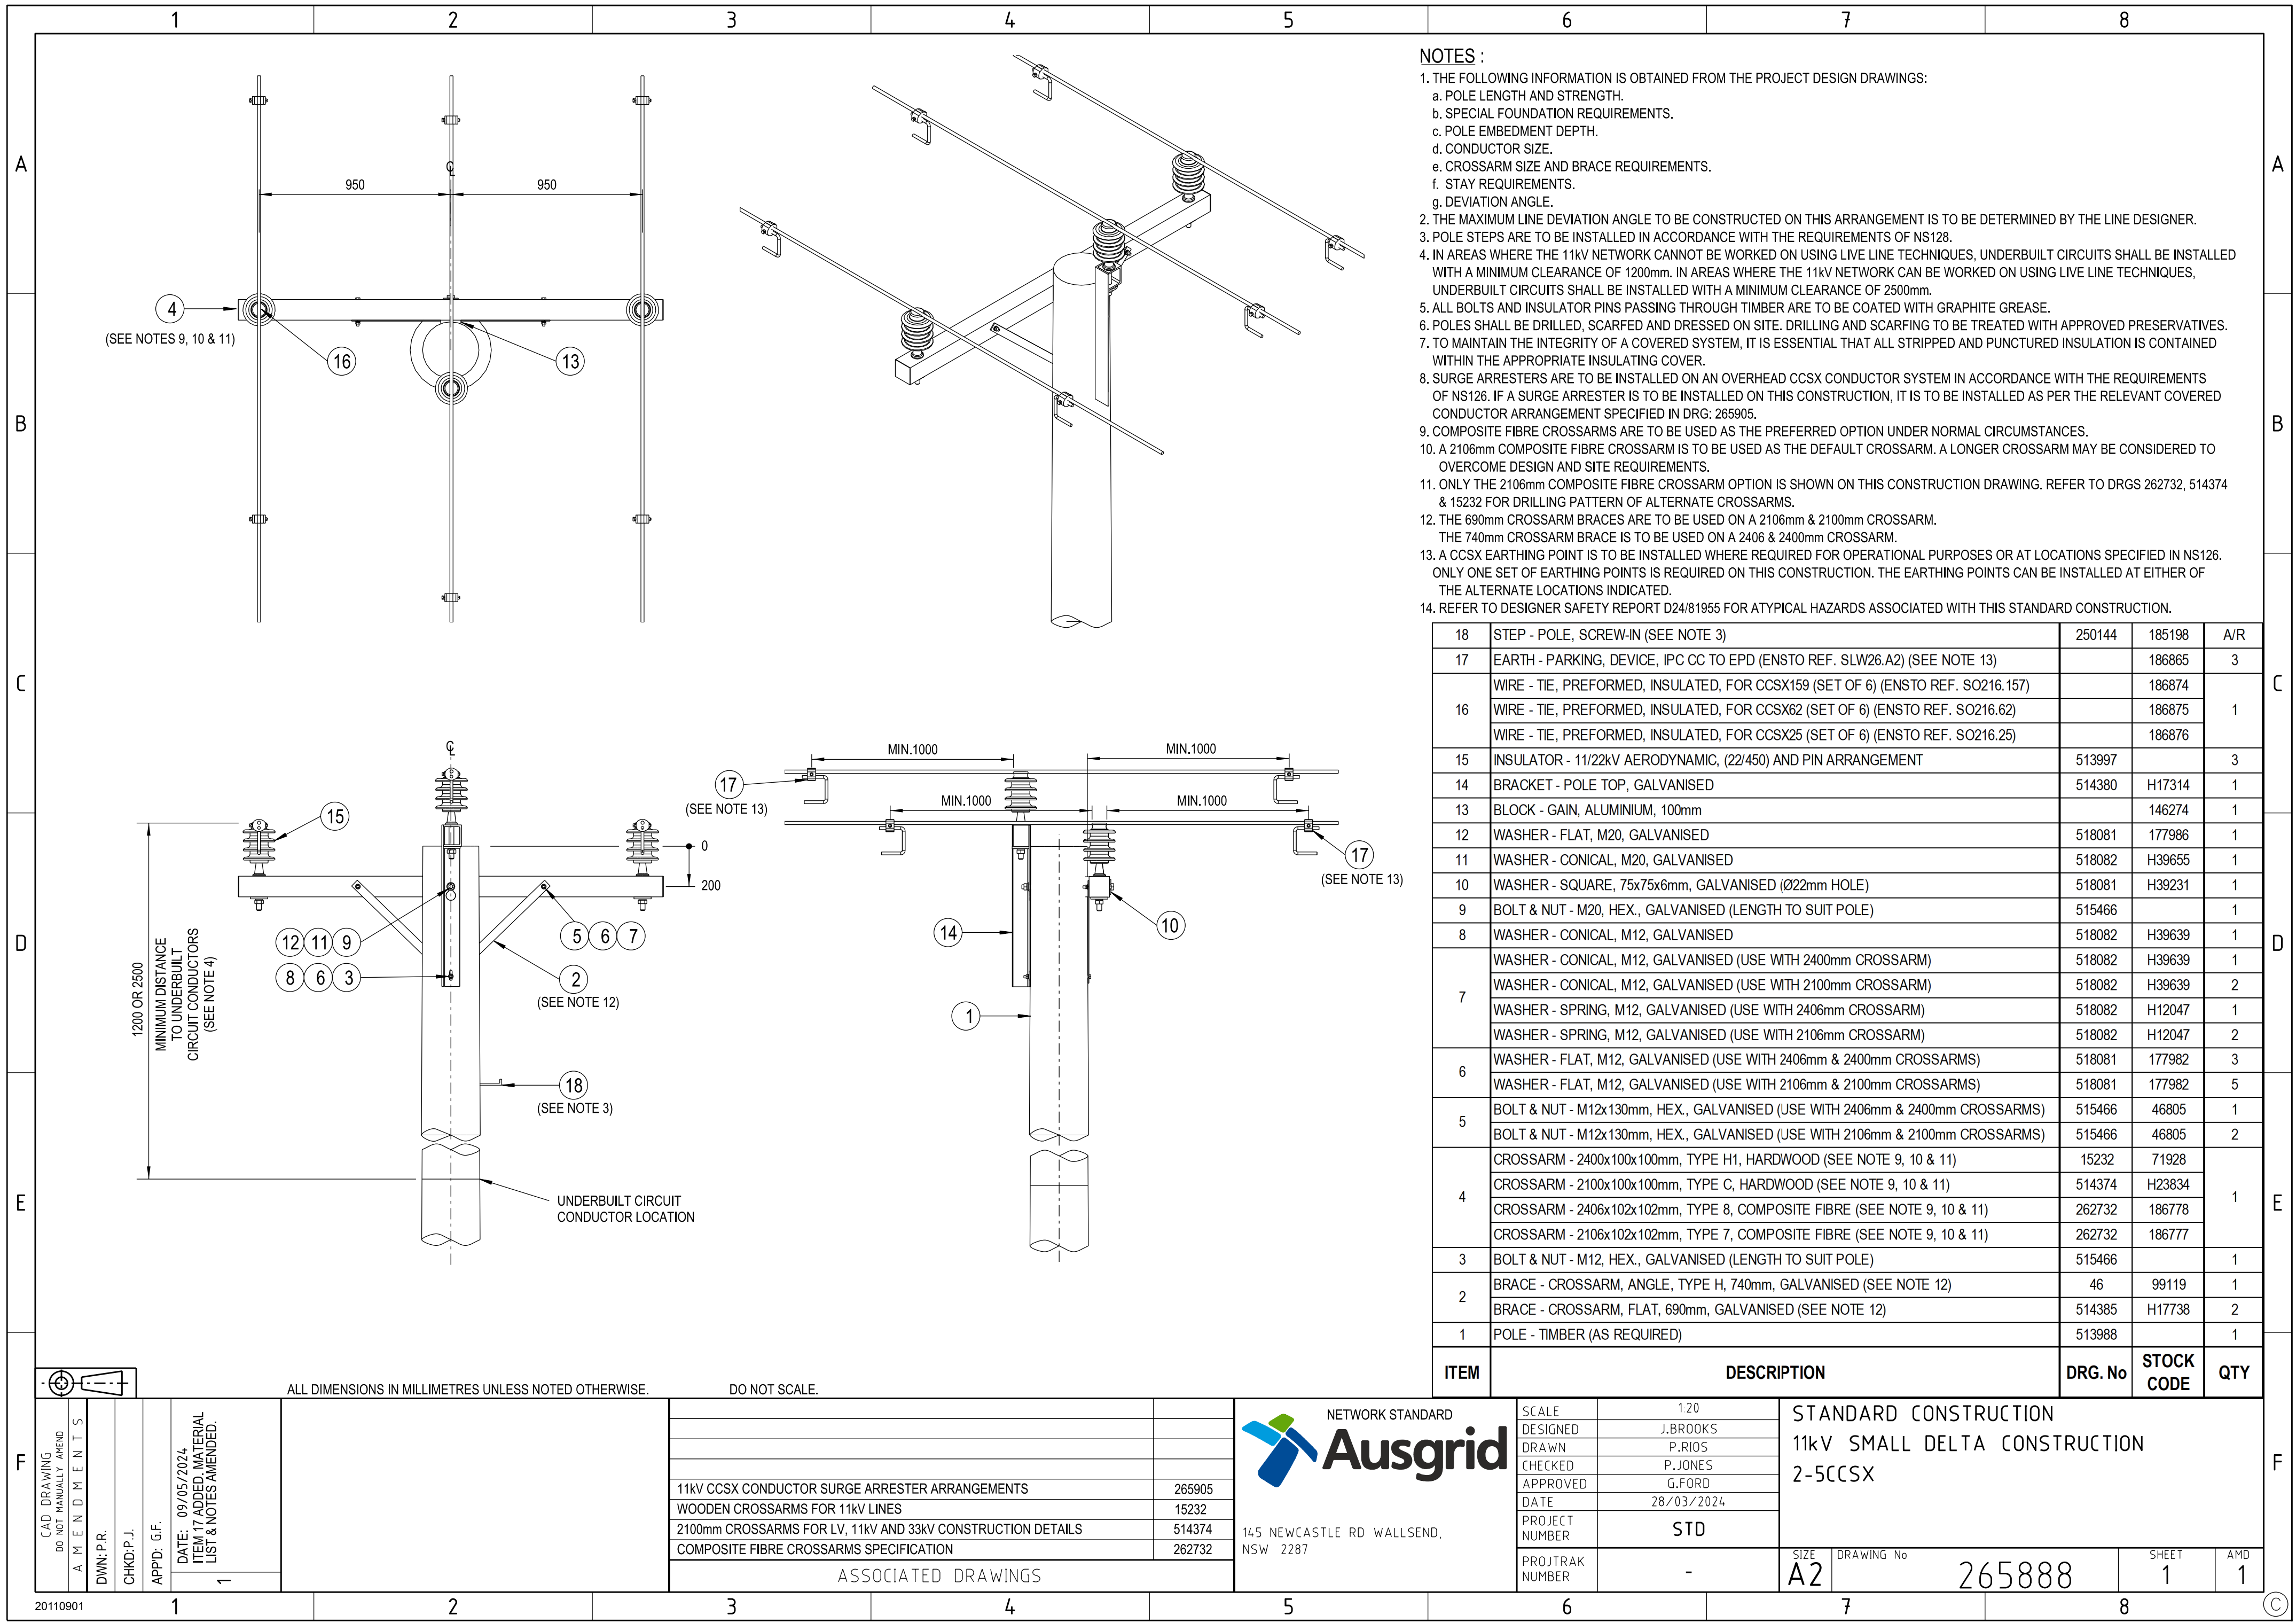 1 2 3 4 5 6 7 8
A
B
C
D
E
F
A
B
C
D
E
F
950 950
℄
4
(SEE NOTES 9, 10 & 11)
16
13
NOTES :
1. THE FOLLOWING INFORMATION IS OBTAINED FROM THE PROJECT DESIGN DRAWINGS:
a. POLE LENGTH AND STRENGTH.
b. SPECIAL FOUNDATION REQUIREMENTS.
c. POLE EMBEDMENT DEPTH.
d. CONDUCTOR SIZE.
e. CROSSARM SIZE AND BRACE REQUIREMENTS.
f. STAY REQUIREMENTS.
g. DEVIATION ANGLE.
2. THE MAXIMUM LINE DEVIATION ANGLE TO BE CONSTRUCTED ON THIS ARRANGEMENT IS TO BE DETERMINED BY THE LINE DESIGNER.
3. POLE STEPS ARE TO BE INSTALLED IN ACCORDANCE WITH THE REQUIREMENTS OF NS128.
4. IN AREAS WHERE THE 11kV NETWORK CANNOT BE WORKED ON USING LIVE LINE TECHNIQUES, UNDERBUILT CIRCUITS SHALL BE INSTALLED
WITH A MINIMUM CLEARANCE OF 1200mm. IN AREAS WHERE THE 11kV NETWORK CAN BE WORKED ON USING LIVE LINE TECHNIQUES,
UNDERBUILT CIRCUITS SHALL BE INSTALLED WITH A MINIMUM CLEARANCE OF 2500mm.
5. ALL BOLTS AND INSULATOR PINS PASSING THROUGH TIMBER ARE TO BE COATED WITH GRAPHITE GREASE.
6. POLES SHALL BE DRILLED, SCARFED AND DRESSED ON SITE. DRILLING AND SCARFING TO BE TREATED WITH APPROVED PRESERVATIVES.
7. TO MAINTAIN THE INTEGRITY OF A COVERED SYSTEM, IT IS ESSENTIAL THAT ALL STRIPPED AND PUNCTURED INSULATION IS CONTAINED
WITHIN THE APPROPRIATE INSULATING COVER.
8. SURGE ARRESTERS ARE TO BE INSTALLED ON AN OVERHEAD CCSX CONDUCTOR SYSTEM IN ACCORDANCE WITH THE REQUIREMENTS
OF NS126. IF A SURGE ARRESTER IS TO BE INSTALLED ON THIS CONSTRUCTION, IT IS TO BE INSTALLED AS PER THE RELEVANT COVERED
CONDUCTOR ARRANGEMENT SPECIFIED IN DRG: 265905.
9. COMPOSITE FIBRE CROSSARMS ARE TO BE USED AS THE PREFERRED OPTION UNDER NORMAL CIRCUMSTANCES.
10. A 2106mm COMPOSITE FIBRE CROSSARM IS TO BE USED AS THE DEFAULT CROSSARM. A LONGER CROSSARM MAY BE CONSIDERED TO
OVERCOME DESIGN AND SITE REQUIREMENTS.
11. ONLY THE 2106mm COMPOSITE FIBRE CROSSARM OPTION IS SHOWN ON THIS CONSTRUCTION DRAWING. REFER TO DRGS 262732, 514374
& 15232 FOR DRILLING PATTERN OF ALTERNATE CROSSARMS.
12. THE 690mm CROSSARM BRACES ARE TO BE USED ON A 2106mm & 2100mm CROSSARM.
THE 740mm CROSSARM BRACE IS TO BE USED ON A 2406 & 2400mm CROSSARM.
13. A CCSX EARTHING POINT IS TO BE INSTALLED WHERE REQUIRED FOR OPERATIONAL PURPOSES OR AT LOCATIONS SPECIFIED IN NS126.
ONLY ONE SET OF EARTHING POINTS IS REQUIRED ON THIS CONSTRUCTION. THE EARTHING POINTS CAN BE INSTALLED AT EITHER OF
THE ALTERNATE LOCATIONS INDICATED.
14. REFER TO DESIGNER SAFETY REPORT D24/81955 FOR ATYPICAL HAZARDS ASSOCIATED WITH THIS STANDARD CONSTRUCTION.
℄
15
0
200
12 11 9
8 6 3
5 6 7
2
(SEE NOTE 12)
18
(SEE NOTE 3)
1200 OR 2500
MINIMUM DISTANCE
TO UNDERBUILT
CIRCUIT CONDUCTORS
(SEE NOTE 4)
UNDERBUILT CIRCUIT
CONDUCTOR LOCATION
MIN.1000 MIN.1000
17
(SEE NOTE 13)
MIN.1000 MIN.1000
17
(SEE NOTE 13)
10
14
1
18 STEP - POLE, SCREW-IN (SEE NOTE 3) 250144 185198 A/R
17 EARTH - PARKING, DEVICE, IPC CC TO EPD (ENSTO REF. SLW26.A2) (SEE NOTE 13) 186865 3
WIRE - TIE, PREFORMED, INSULATED, FOR CCSX159 (SET OF 6) (ENSTO REF. SO216.157) 186874
16 WIRE - TIE, PREFORMED, INSULATED, FOR CCSX62 (SET OF 6) (ENSTO REF. SO216.62) 186875 1
WIRE - TIE, PREFORMED, INSULATED, FOR CCSX25 (SET OF 6) (ENSTO REF. SO216.25) 186876
15 INSULATOR - 11/22kV AERODYNAMIC, (22/450) AND PIN ARRANGEMENT 513997 3
14 BRACKET - POLE TOP, GALVANISED 514380 H17314 1
13 BLOCK - GAIN, ALUMINIUM, 100mm 146274 1
12 WASHER - FLAT, M20, GALVANISED 518081 177986 1
11 WASHER - CONICAL, M20, GALVANISED 518082 H39655 1
10 WASHER - SQUARE, 75x75x6mm, GALVANISED (Ø22mm HOLE) 518081 H39231 1
9 BOLT & NUT - M20, HEX., GALVANISED (LENGTH TO SUIT POLE) 515466 1
8 WASHER - CONICAL, M12, GALVANISED 518082 H39639 1
WASHER - CONICAL, M12, GALVANISED (USE WITH 2400mm CROSSARM) 518082 H39639 1
7 WASHER - CONICAL, M12, GALVANISED (USE WITH 2100mm CROSSARM) 518082 H39639 2
WASHER - SPRING, M12, GALVANISED (USE WITH 2406mm CROSSARM) 518082 H12047 1
WASHER - SPRING, M12, GALVANISED (USE WITH 2106mm CROSSARM) 518082 H12047 2
6 WASHER - FLAT, M12, GALVANISED (USE WITH 2406mm & 2400mm CROSSARMS) 518081 177982 3
WASHER - FLAT, M12, GALVANISED (USE WITH 2106mm & 2100mm CROSSARMS) 518081 177982 5
5 BOLT & NUT - M12x130mm, HEX., GALVANISED (USE WITH 2406mm & 2400mm CROSSARMS) 515466 46805 1
BOLT & NUT - M12x130mm, HEX., GALVANISED (USE WITH 2106mm & 2100mm CROSSARMS) 515466 46805 2
CROSSARM - 2400x100x100mm, TYPE H1, HARDWOOD (SEE NOTE 9, 10 & 11) 15232 71928
4 CROSSARM - 2100x100x100mm, TYPE C, HARDWOOD (SEE NOTE 9, 10 & 11) 514374 H23834 1
CROSSARM - 2406x102x102mm, TYPE 8, COMPOSITE FIBRE (SEE NOTE 9, 10 & 11) 262732 186778
CROSSARM - 2106x102x102mm, TYPE 7, COMPOSITE FIBRE (SEE NOTE 9, 10 & 11) 262732 186777
3 BOLT & NUT - M12, HEX., GALVANISED (LENGTH TO SUIT POLE) 515466 1
2 BRACE - CROSSARM, ANGLE, TYPE H, 740mm, GALVANISED (SEE NOTE 12) 46 99119 1
BRACE - CROSSARM, FLAT, 690mm, GALVANISED (SEE NOTE 12) 514385 H17738 2
1 POLE - TIMBER (AS REQUIRED) 513988 1
ITEM DESCRIPTION DRG. No STOCK CODE QTY
ALL DIMENSIONS IN MILLIMETRES UNLESS NOTED OTHERWISE. DO NOT SCALE.
CAD DRAWING
DO NOT MANUALLY AMEND
AMENDMENTS
DWN: P.R.
CHKD:P.J.
APP'D: G.F.
DATE: 09/05/2024
ITEM 17 ADDED. MATERIAL
LIST & NOTES AMENDED.
1
11kV CCSX CONDUCTOR SURGE ARRESTER ARRANGEMENTS 265905
WOODEN CROSSARMS FOR 11kV LINES 15232
2100mm CROSSARMS FOR LV, 11kV AND 33kV CONSTRUCTION DETAILS 514374
COMPOSITE FIBRE CROSSARMS SPECIFICATION 262732
ASSOCIATED DRAWINGS
NETWORK STANDARD
Ausgrid
145 NEWCASTLE RD WALLSEND,
NSW 2287
SCALE 1:20
DESIGNED J.BROOKS
DRAWN P.RIOS
CHECKED P.JONES
APPROVED G.FORD
DATE 28/03/2024
PROJECT NUMBER STD
PROJTRAK NUMBER -
STANDARD CONSTRUCTION
11kV SMALL DELTA CONSTRUCTION
2-5CCSX
SIZE A2
DRAWING No 265888
SHEET 1
AMD 1
20110901
1 2 3 4 5 6 7 8
©